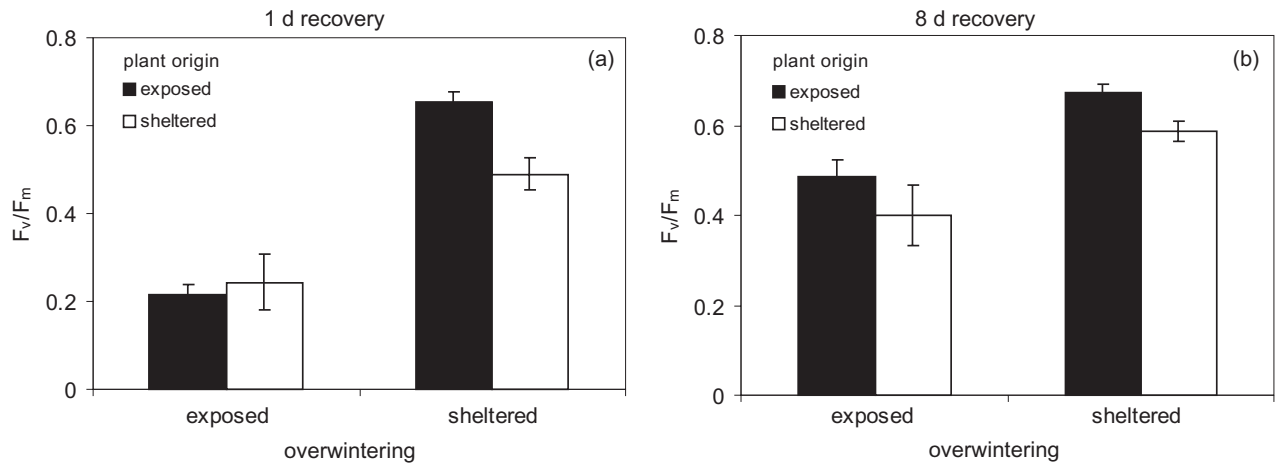 1 d recovery
(a)
plant origin
exposed
sheltered
0.8
0.6
0.4
0.2
0
Fv/Fm
exposed sheltered
overwintering
8 d recovery
(b)
plant origin
exposed
sheltered
0.8
0.6
0.4
0.2
0
Fv/Fm
exposed sheltered
overwintering